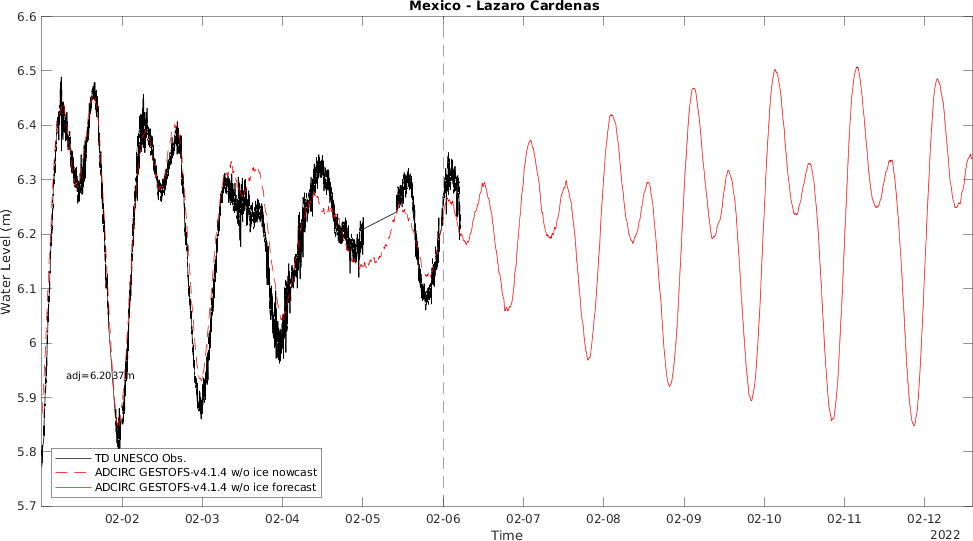 Mexico - Lazaro Cardenas
6.6
6.5
6.4
6.3
6.2
6.1
6
5.9
5.8
5.7
Water Level (m)
adj=6.2037m
TD UNESCO Obs.
ADCIRC GESTOFS-v4.1.4 w/o ice nowcast
ADCIRC GESTOFS-v4.1.4 w/o ice forecast
02-02 02-03 02-04 02-05 02-06 02-07 02-08 02-09 02-10 02-11 02-12
2022
Time